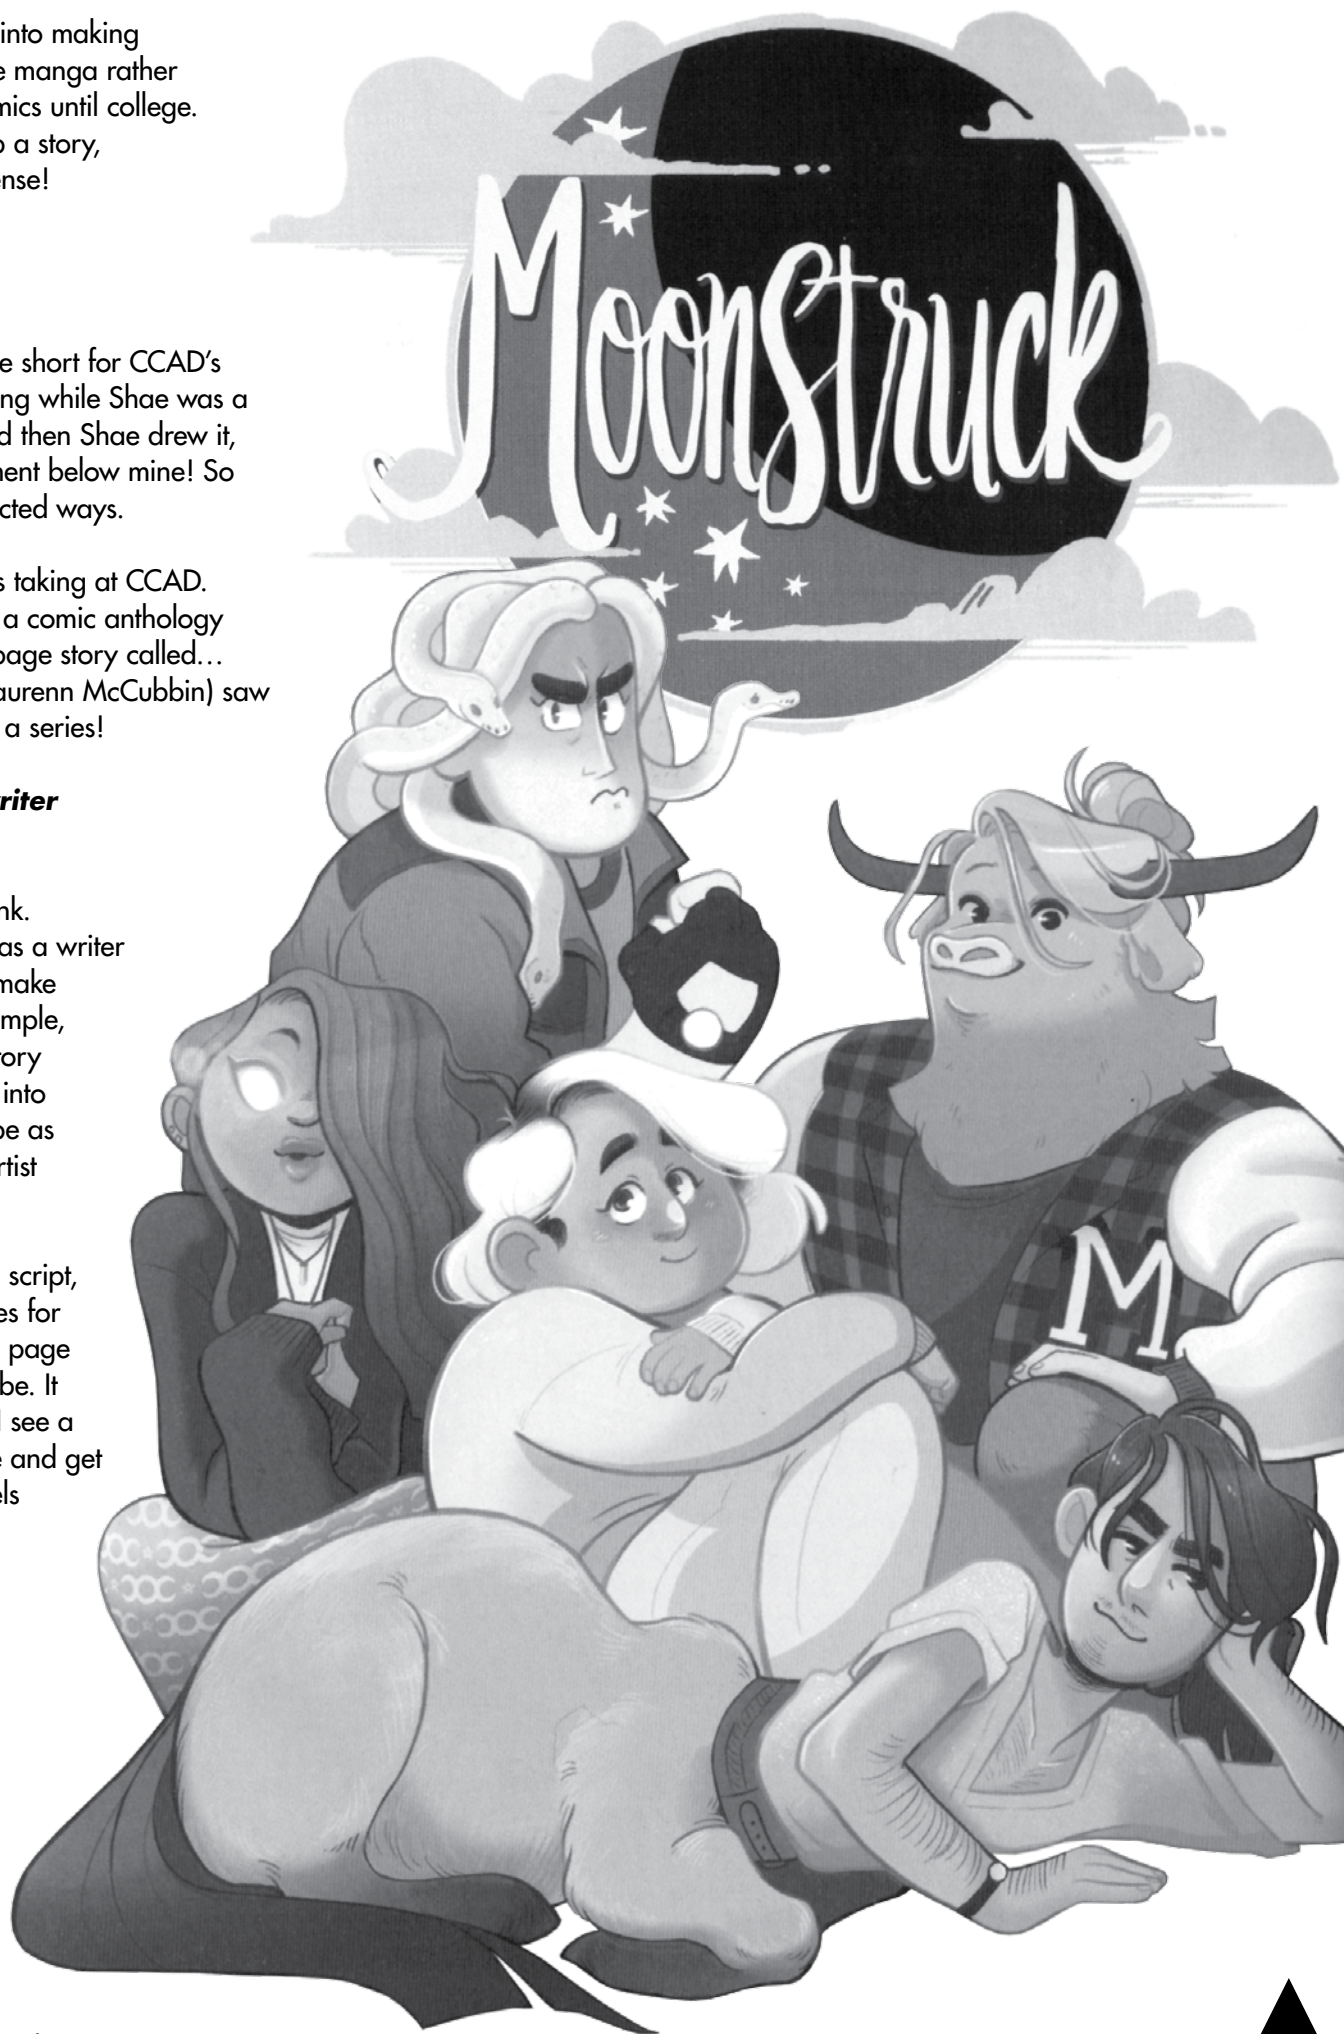 into making
manga rather
mics until college.
a story,
ense!
Moonstruck
e short for CCAD's
ng while Shae was a
d then Shae drew it,
ent below mine! So
cted ways.
s taking at CCAD.
a comic anthology
page story called…
aurenn McCubbin) saw
a series!
riter
nk.
as a writer
make
mple,
ory
into
be as
rtist
script,
es for
page
be. It
see a
and get
els
M